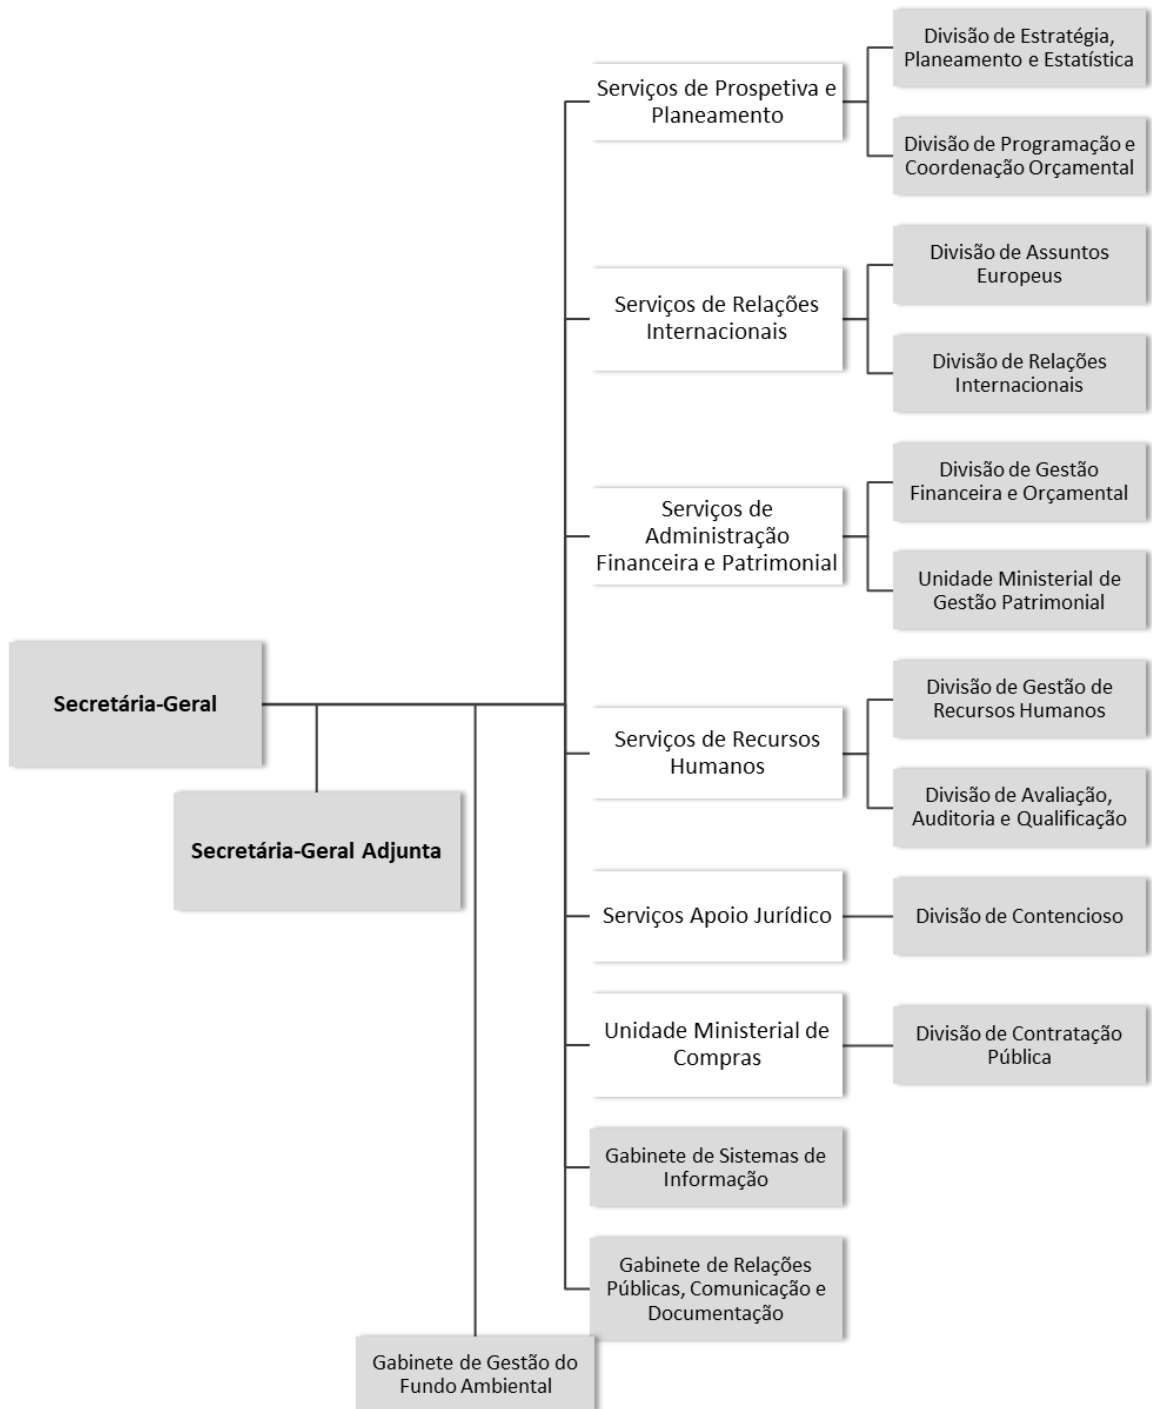 Divisão de Estratégia,
Planeamento e Estatística
Serviços de Prospetiva e
Planeamento
Divisão de Programação e
Coordenação Orçamental
Divisão de Assuntos
Europeus
Serviços de Relações
Internacionais
Divisão de Relações
Internacionais
Divisão de Gestão
Financeira e Orçamental
Serviços de
Administração
Financeira e Patrimonial
Unidade Ministerial de
Gestão Patrimonial
Secretária-Geral
Divisão de Gestão de
Recursos Humanos
Serviços de Recursos
Humanos
Divisão de Avaliação,
Auditoria e Qualificação
Secretária-Geral Adjunta
Serviços Apoio Jurídico
Divisão de Contencioso
Unidade Ministerial de
Compras
Divisão de Contratação
Pública
Gabinete de Sistemas de
Informação
Gabinete de Relações
Públicas, Comunicação e
Documentação
Gabinete de Gestão do
Fundo Ambiental